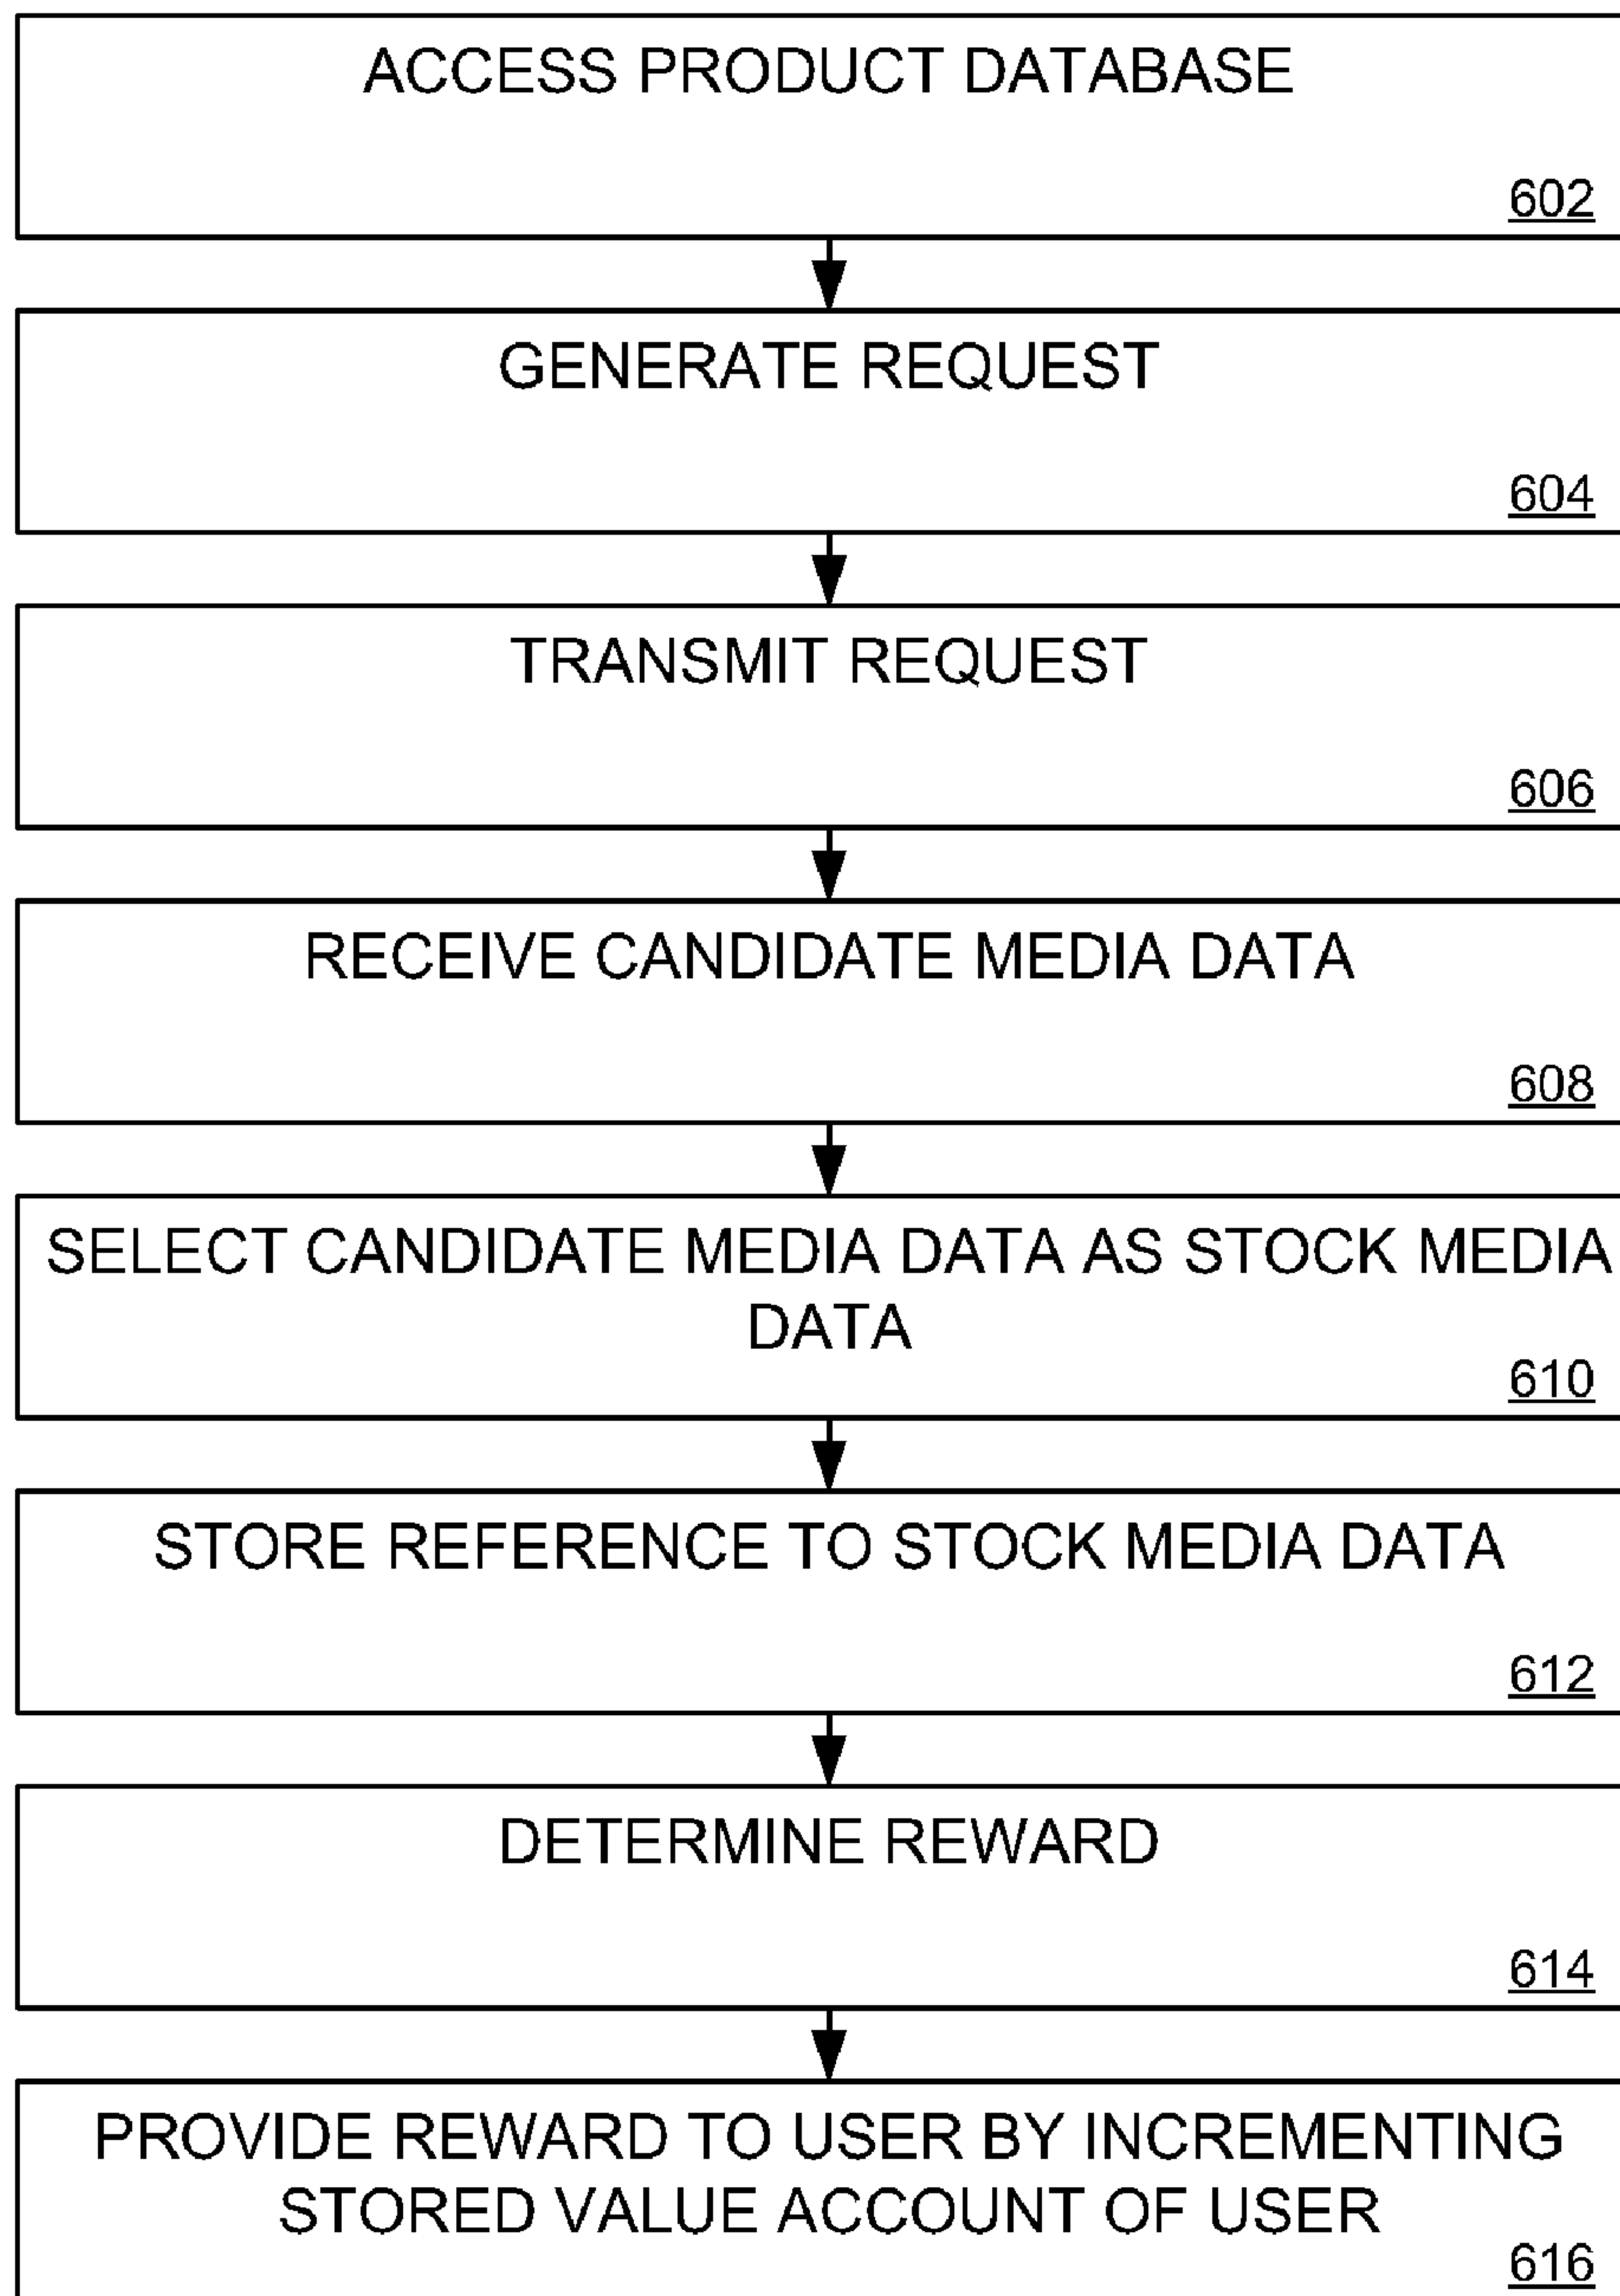 ACCESS PRODUCT DATABASE
602
GENERATE REQUEST
604
TRANSMIT REQUEST
606
RECEIVE CANDIDATE MEDIA DATA
608
SELECT CANDIDATE MEDIA DATA AS STOCK MEDIA
DATA
610
STORE REFERENCE TO STOCK MEDIA DATA
612
DETERMINE REWARD
614
PROVIDE REWARD TO USER BY INCREMENTING
STORED VALUE ACCOUNT OF USER
616